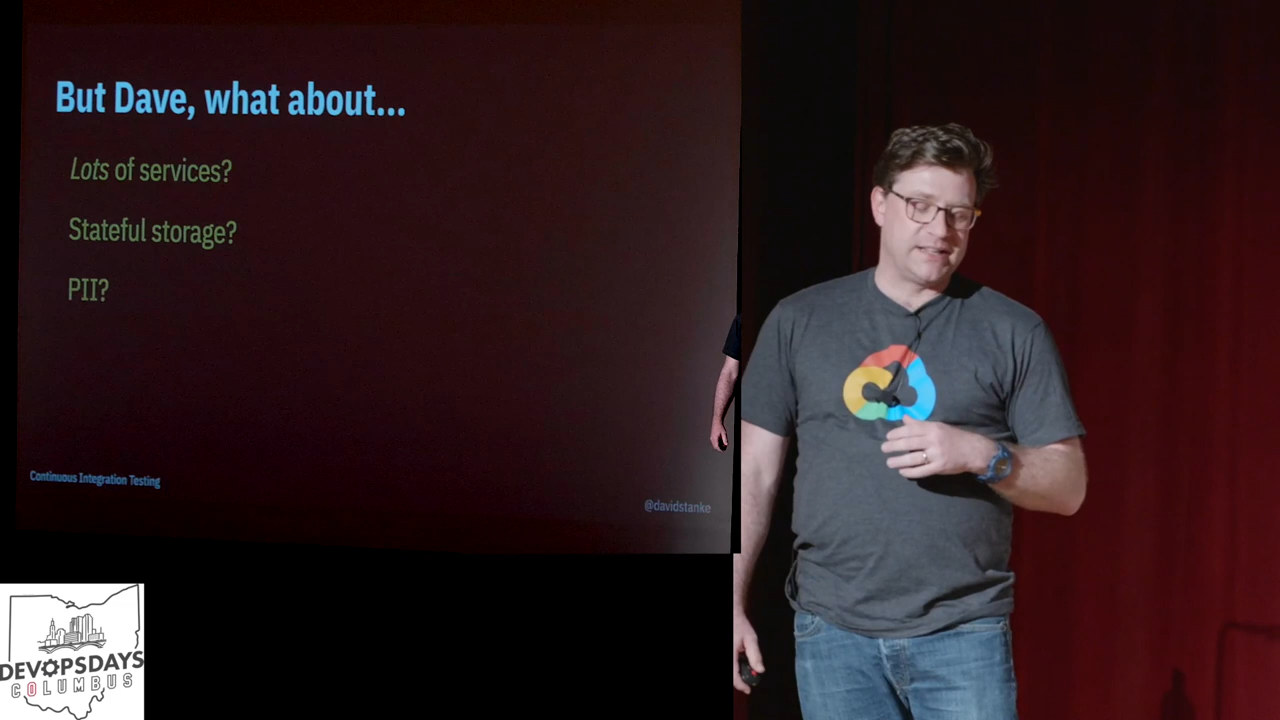 But Dave, what about...
Lots of services?
Stateful storage?
PII?
Continuous Integration Testing
@davidstanke
DEVOPSDAYS
COLUMBUS